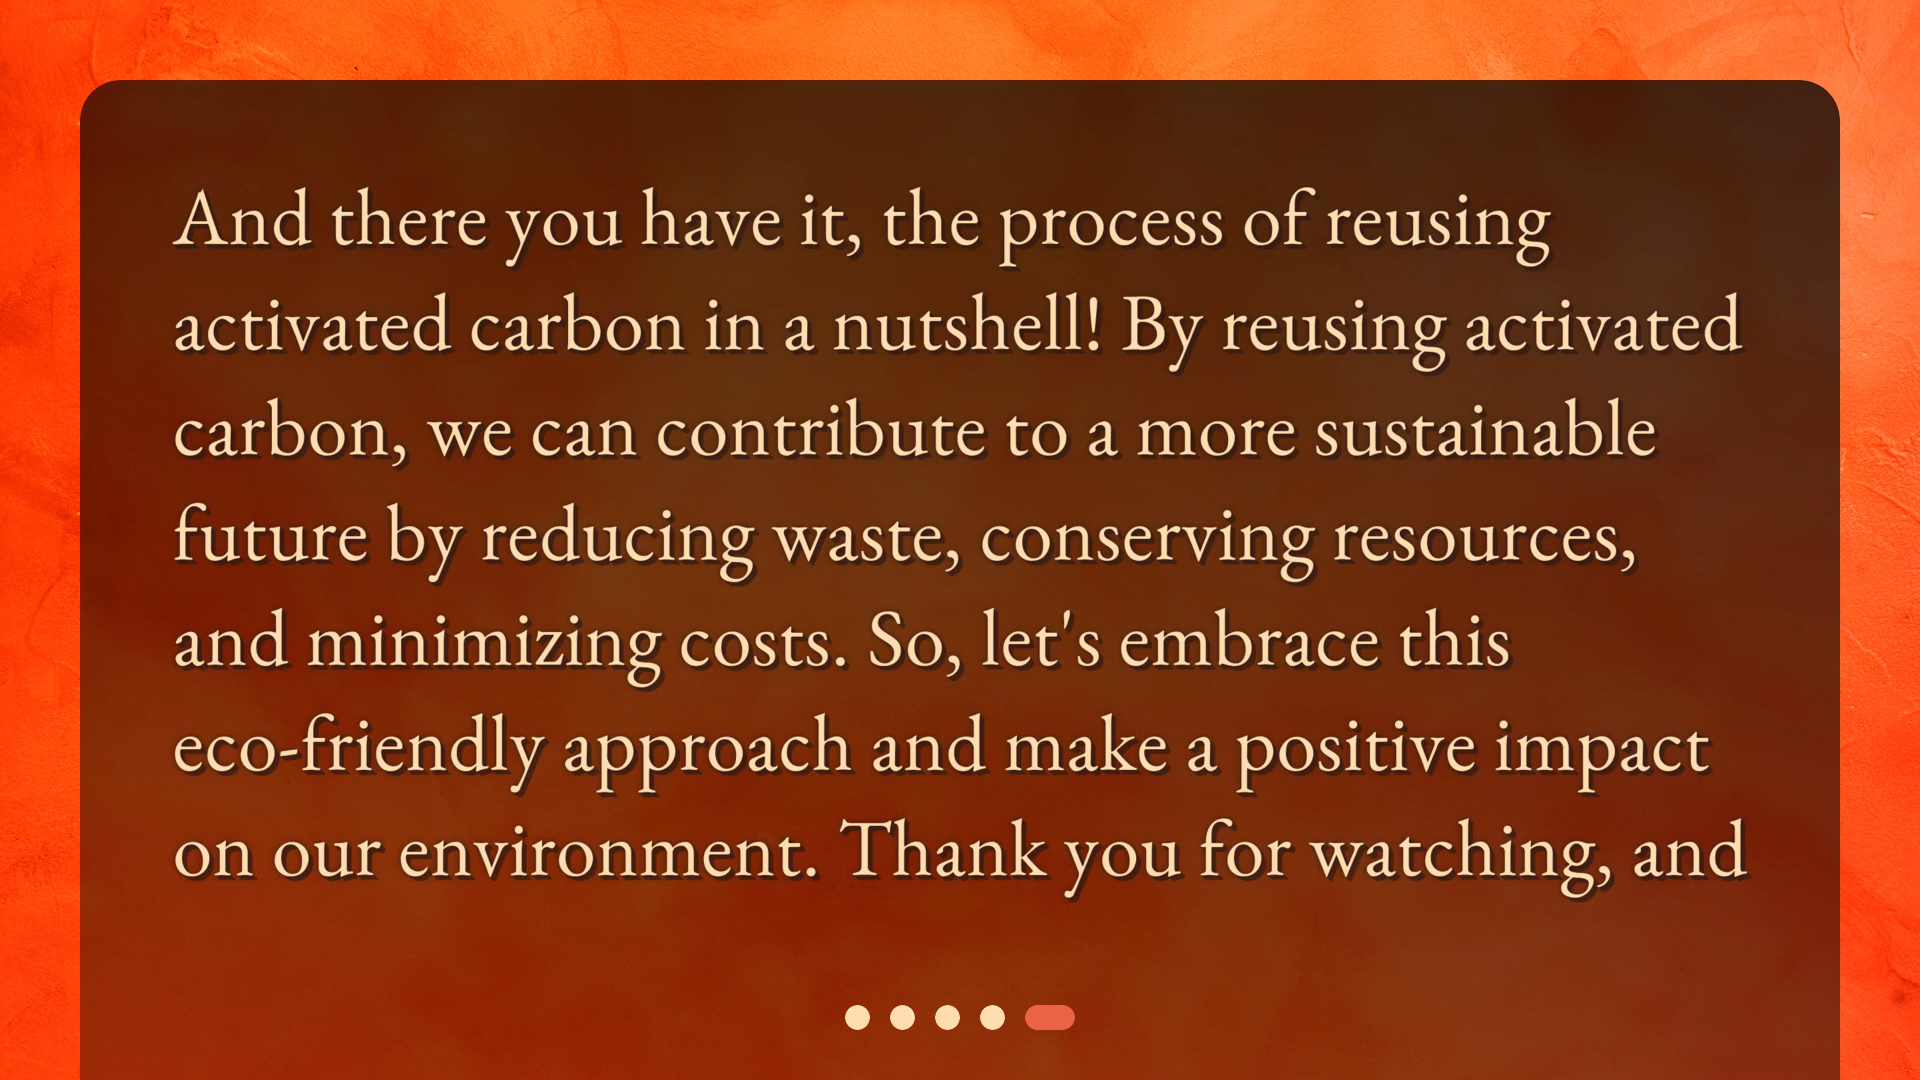 And there you have it, the process of reusing
activated carbon in a nutshell! By reusing activated
carbon, we can contribute to a more sustainable
future by reducing waste, conserving resources,
and minimizing costs. So, let's embrace this
eco-friendly approach and make a positive impact
on our environment. Thank you for watching, and